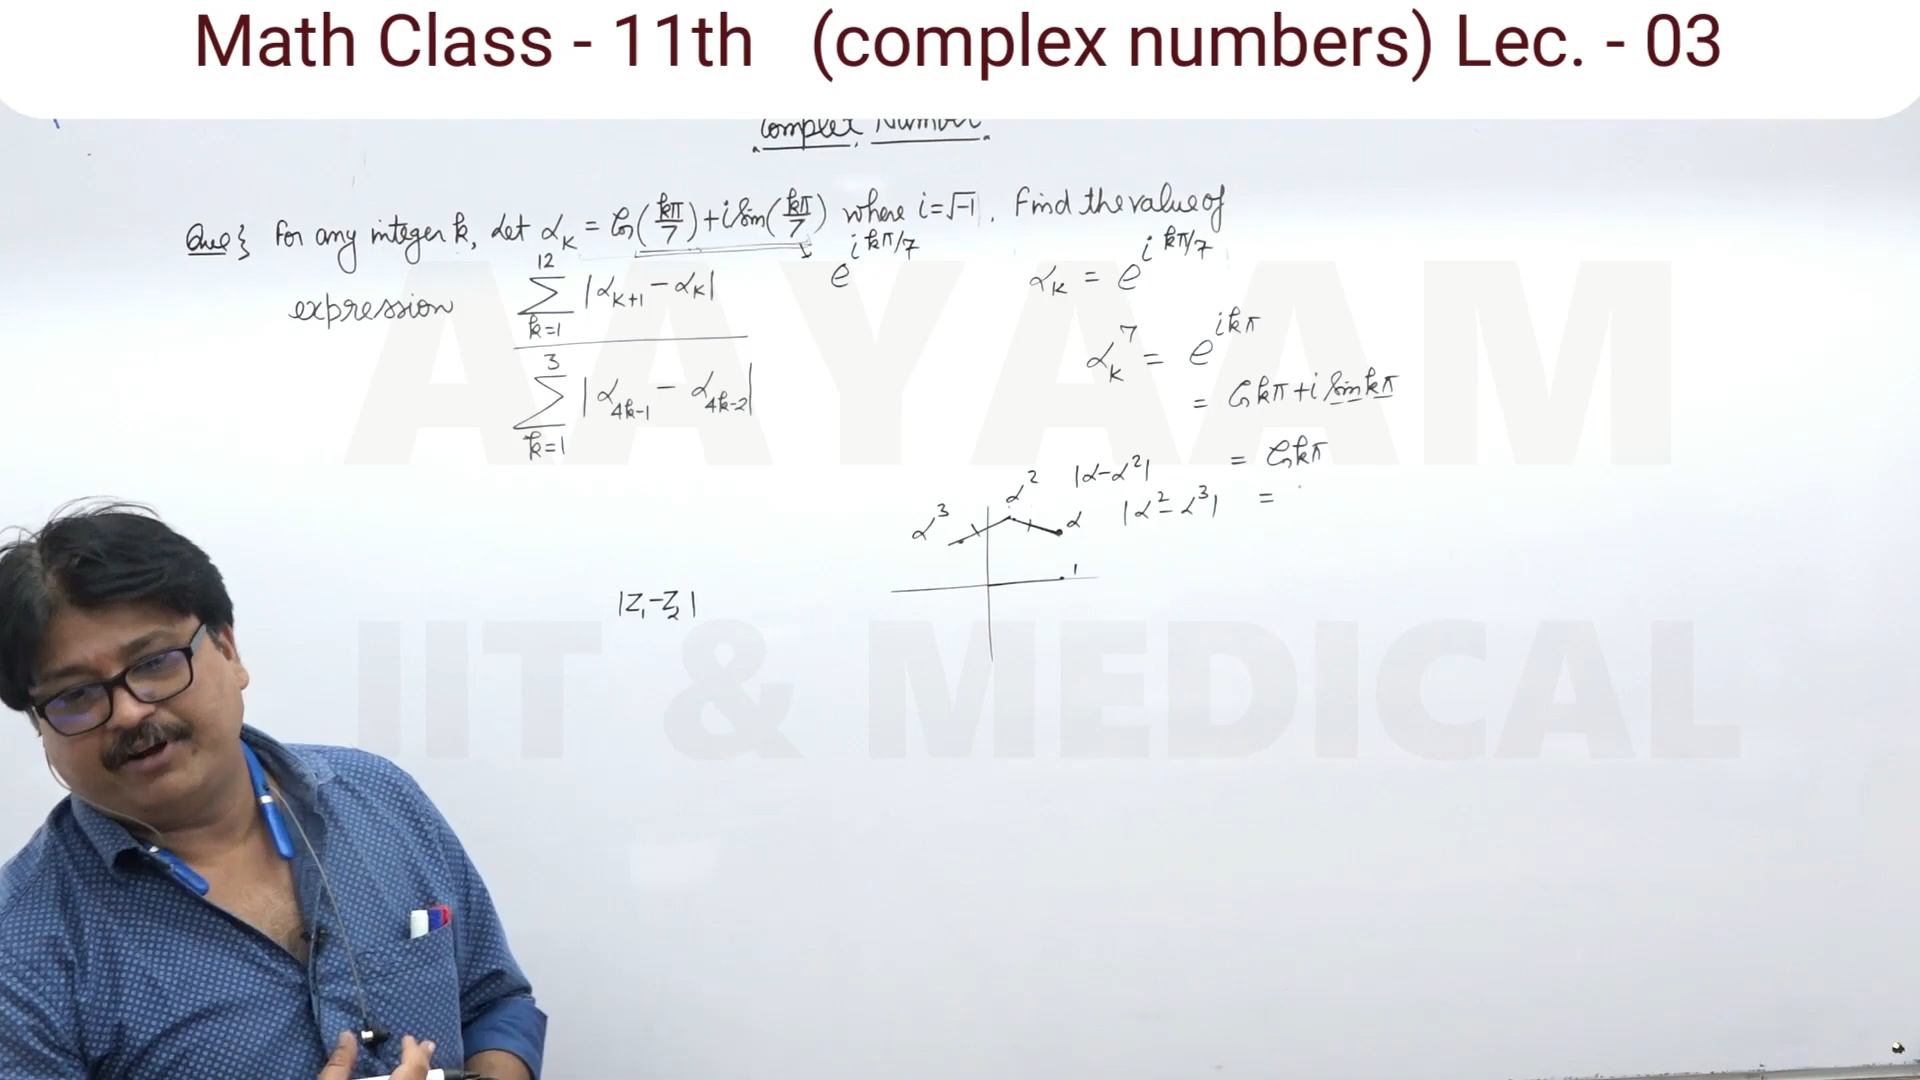 Math Class - 11th (complex numbers) Lec. - 03
Complex Number
Que} For any integer k, Let α_k = Cos(kπ/7) + i Sin(kπ/7) where i = √-1. Find the value of
expression
12
∑ |α_{k+1} - α_k|
k=1
3
∑ |α_{4k-1} - α_{4k-2}|
k=1
e^{i kπ/7}
α_k = e^{i kπ/7}
α_k^7 = e^{ikπ}
= Cos kπ + i Sin kπ
= Cos kπ
=
|α - α^2|
|α^2 - α^3|
α^3
α^2
α
1
|Z_1 - Z_2|
AAYAAM
IIT & MEDICAL